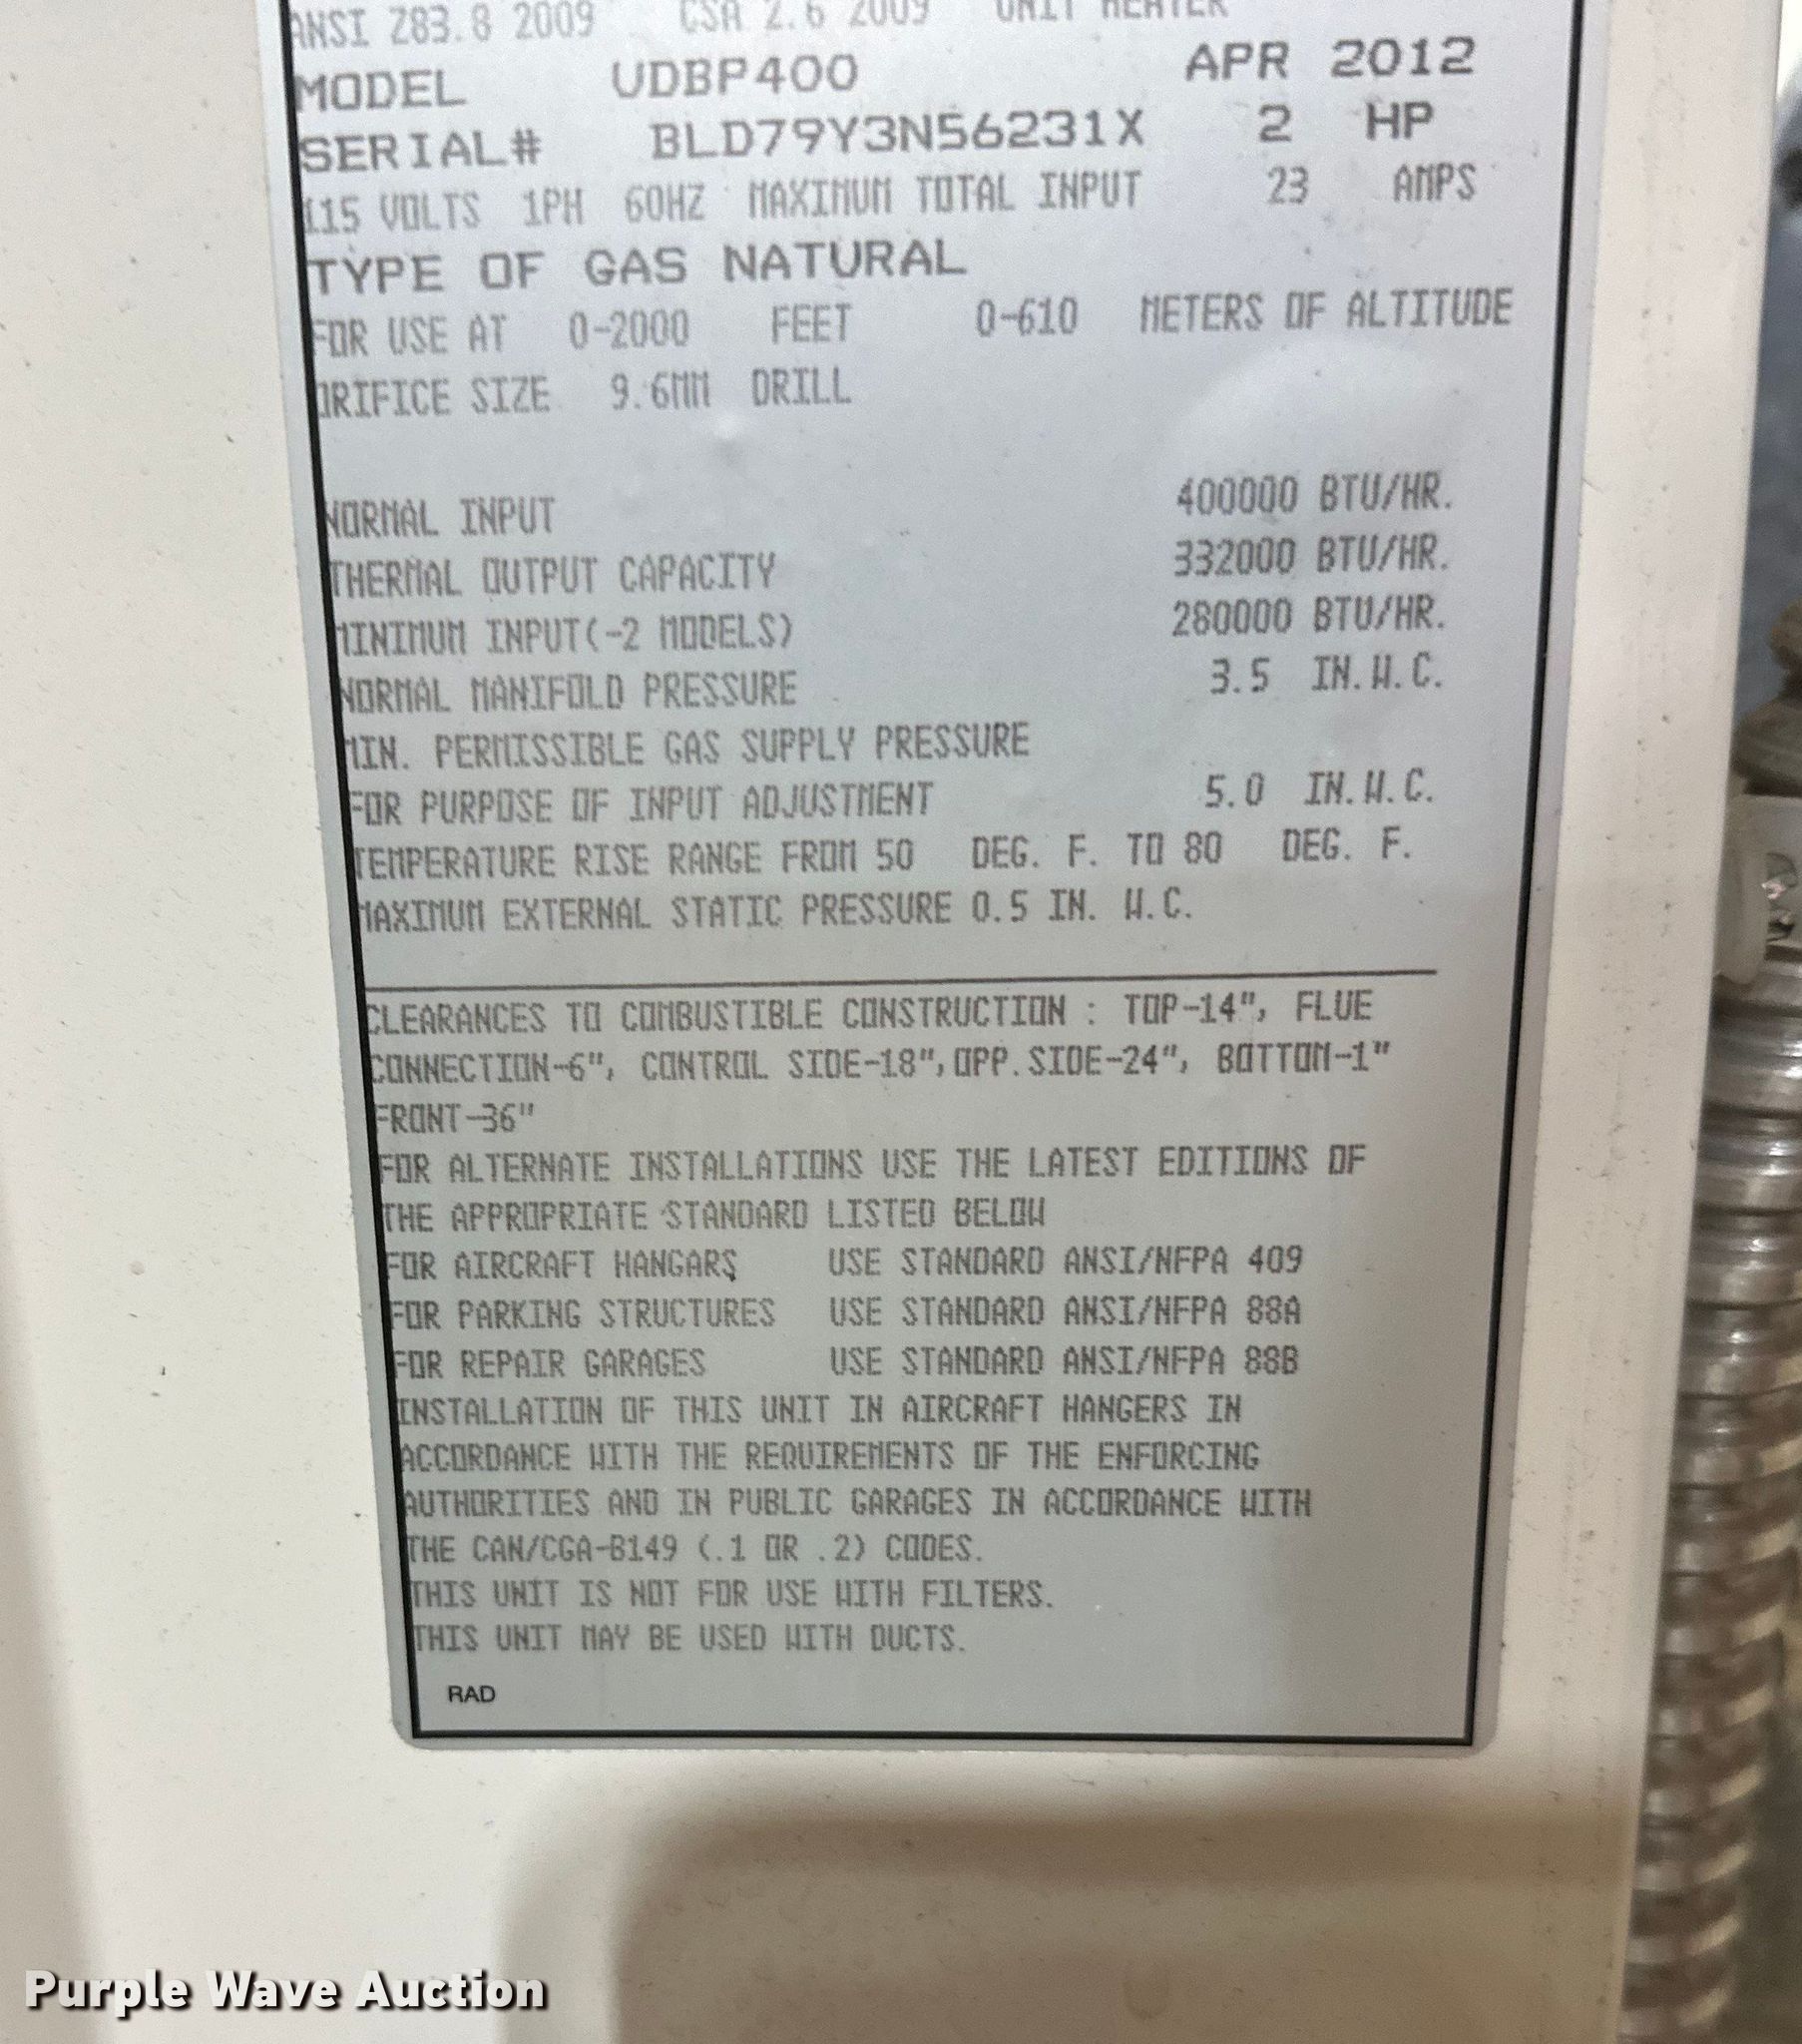 ANSI Z83.8 2009 CSA 2.6 2009 UNIT HEATER
MODEL UDBP400 APR 2012
SERIAL# BLD79Y3N56231X 2 HP
115 VOLTS 1PH 60HZ MAXIMUM TOTAL INPUT 23 AMPS
TYPE OF GAS NATURAL
FOR USE AT 0-2000 FEET 0-610 METERS OF ALTITUDE
ORIFICE SIZE 9.6MM DRILL
NORMAL INPUT 400000 BTU/HR.
THERMAL OUTPUT CAPACITY 332000 BTU/HR.
MINIMUM INPUT(-2 MODELS) 280000 BTU/HR.
NORMAL MANIFOLD PRESSURE 3.5 IN.W.C.
MIN. PERMISSIBLE GAS SUPPLY PRESSURE
FOR PURPOSE OF INPUT ADJUSTMENT 5.0 IN.W.C.
TEMPERATURE RISE RANGE FROM 50 DEG. F. TO 80 DEG. F.
MAXIMUM EXTERNAL STATIC PRESSURE 0.5 IN. W.C.
CLEARANCES TO COMBUSTIBLE CONSTRUCTION : TOP-14", FLUE
CONNECTION-6", CONTROL SIDE-18",OPP.SIDE-24", BOTTOM-1"
FRONT-36"
FOR ALTERNATE INSTALLATIONS USE THE LATEST EDITIONS OF
THE APPROPRIATE STANDARD LISTED BELOW
FOR AIRCRAFT HANGARS USE STANDARD ANSI/NFPA 409
FOR PARKING STRUCTURES USE STANDARD ANSI/NFPA 88A
FOR REPAIR GARAGES USE STANDARD ANSI/NFPA 88B
INSTALLATION OF THIS UNIT IN AIRCRAFT HANGERS IN
ACCORDANCE WITH THE REQUIREMENTS OF THE ENFORCING
AUTHORITIES AND IN PUBLIC GARAGES IN ACCORDANCE WITH
THE CAN/CGA-B149 (.1 OR .2) CODES.
THIS UNIT IS NOT FOR USE WITH FILTERS.
THIS UNIT MAY BE USED WITH DUCTS.
RAD
Purple Wave Auction